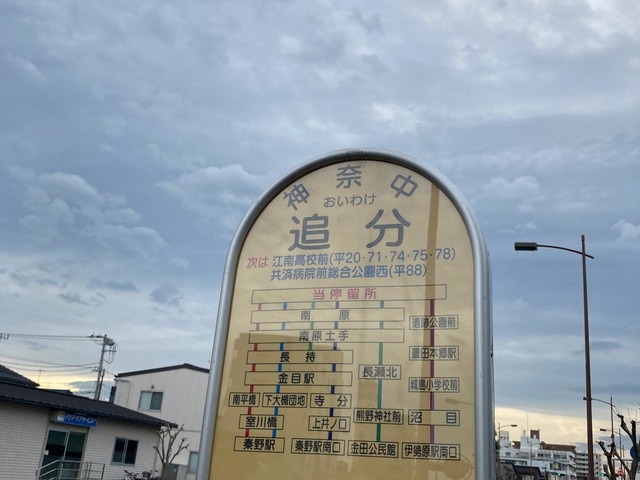 神奈中
おいわけ
追分
次は 江南高校前(平20・71・74・75・78)
共済病院前総合公園西(平88)
当停留所
南原
遺跡公園前
南原土手
豊田本郷駅
長持
長瀬北
金目駅
城島小学校前
南平橋
下大槻団地
寺分
熊野神社前
沼目
室川橋
上井ノ口
秦野駅
秦野駅南口
金田公民館
伊勢原駅南口